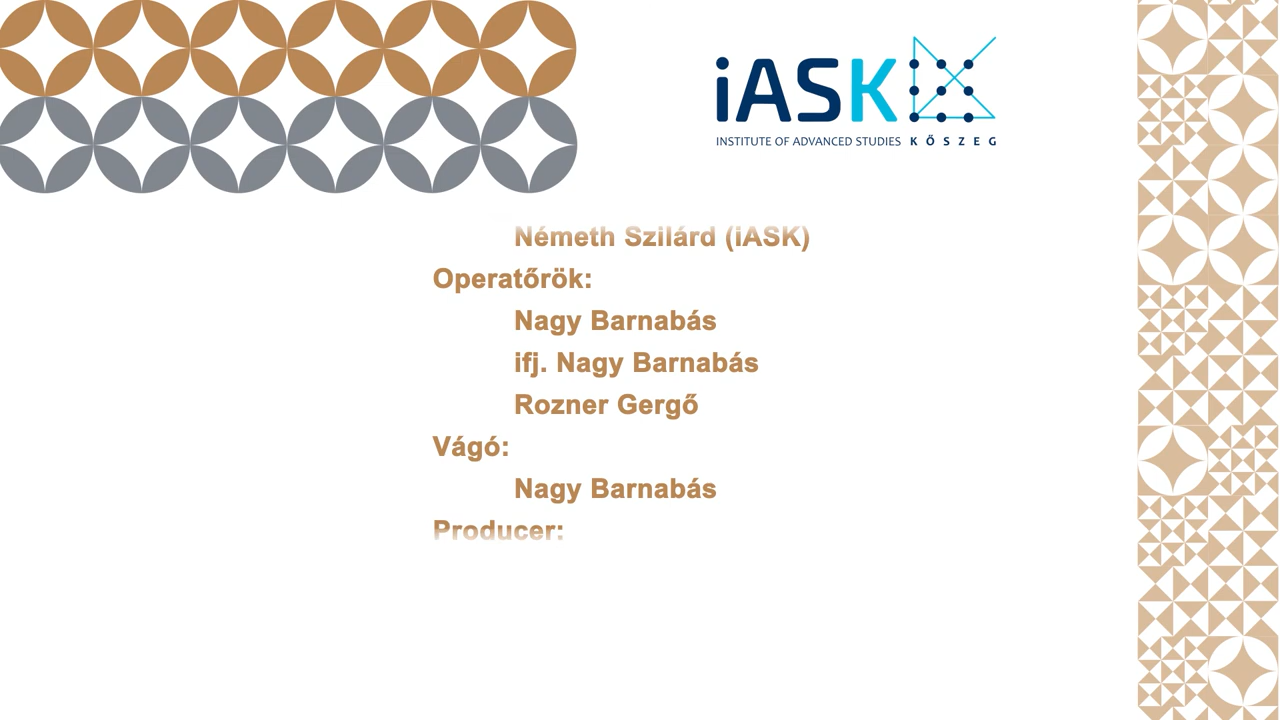 iASK
INSTITUTE OF ADVANCED STUDIES KŐSZEG
Németh Szilárd (iASK)
Operatőrök:
Nagy Barnabás
ifj. Nagy Barnabás
Rozner Gergő
Vágó:
Nagy Barnabás
Producer: